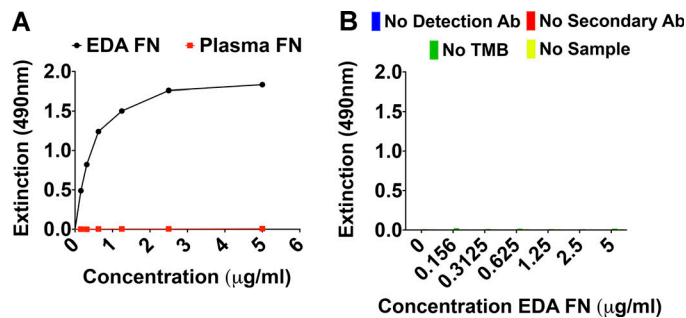 A
EDA FN Plasma FN
Extinction (490nm)
2.0
1.5
1.0
0.5
0.0
0 1 2 3 4 5 6
Concentration (μg/ml)
B
No Detection Ab No Secondary Ab
No TMB No Sample
Extinction (490nm)
2.0
1.5
1.0
0.5
0.0
0 0.156 0.3125 0.625 1.25 2.5 5
Concentration EDA FN (μg/ml)